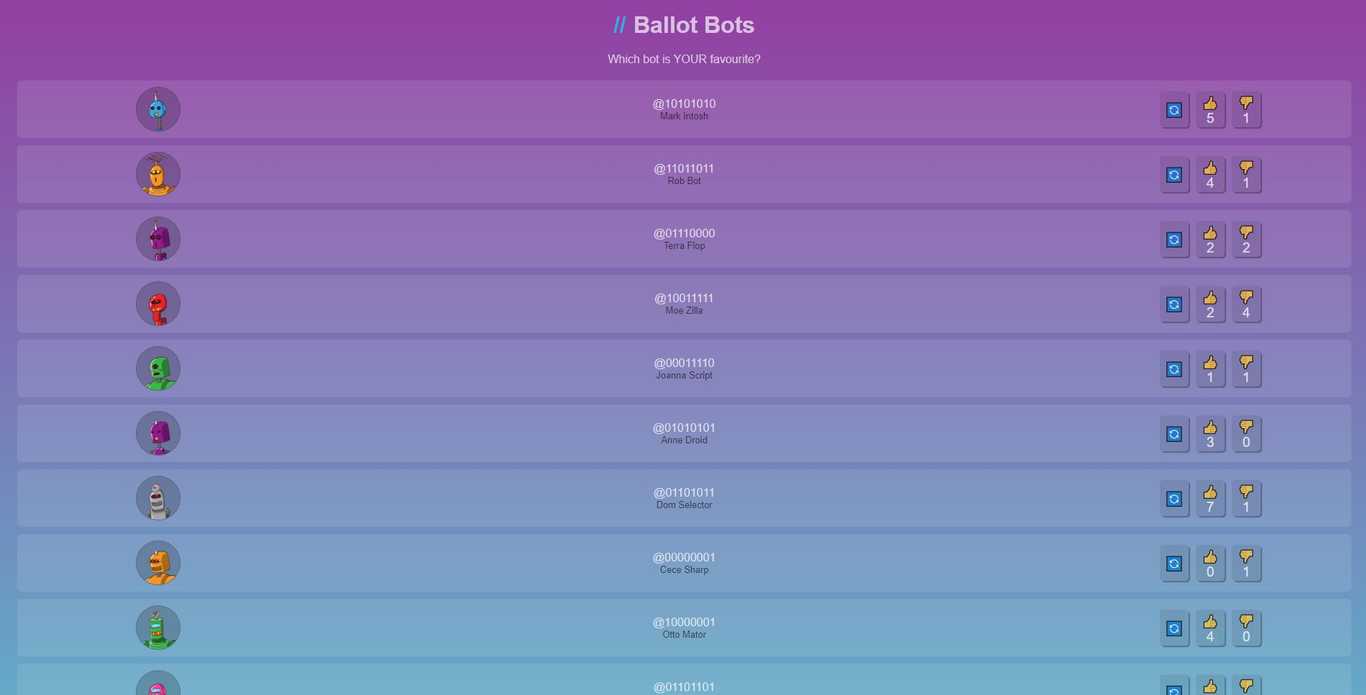 // Ballot Bots
Which bot is YOUR favourite?
@10101010
Mark Intosh
5 1
@11011011
Rob Bot
4 1
@01110000
Terra Flop
2 2
@10011111
Moe Zilla
2 4
@00011110
Joanna Script
1 1
@01010101
Anne Droid
3 0
@01101011
Dom Selector
7 1
@00000001
Cece Sharp
0 1
@10000001
Otto Mator
4 0
@01101101